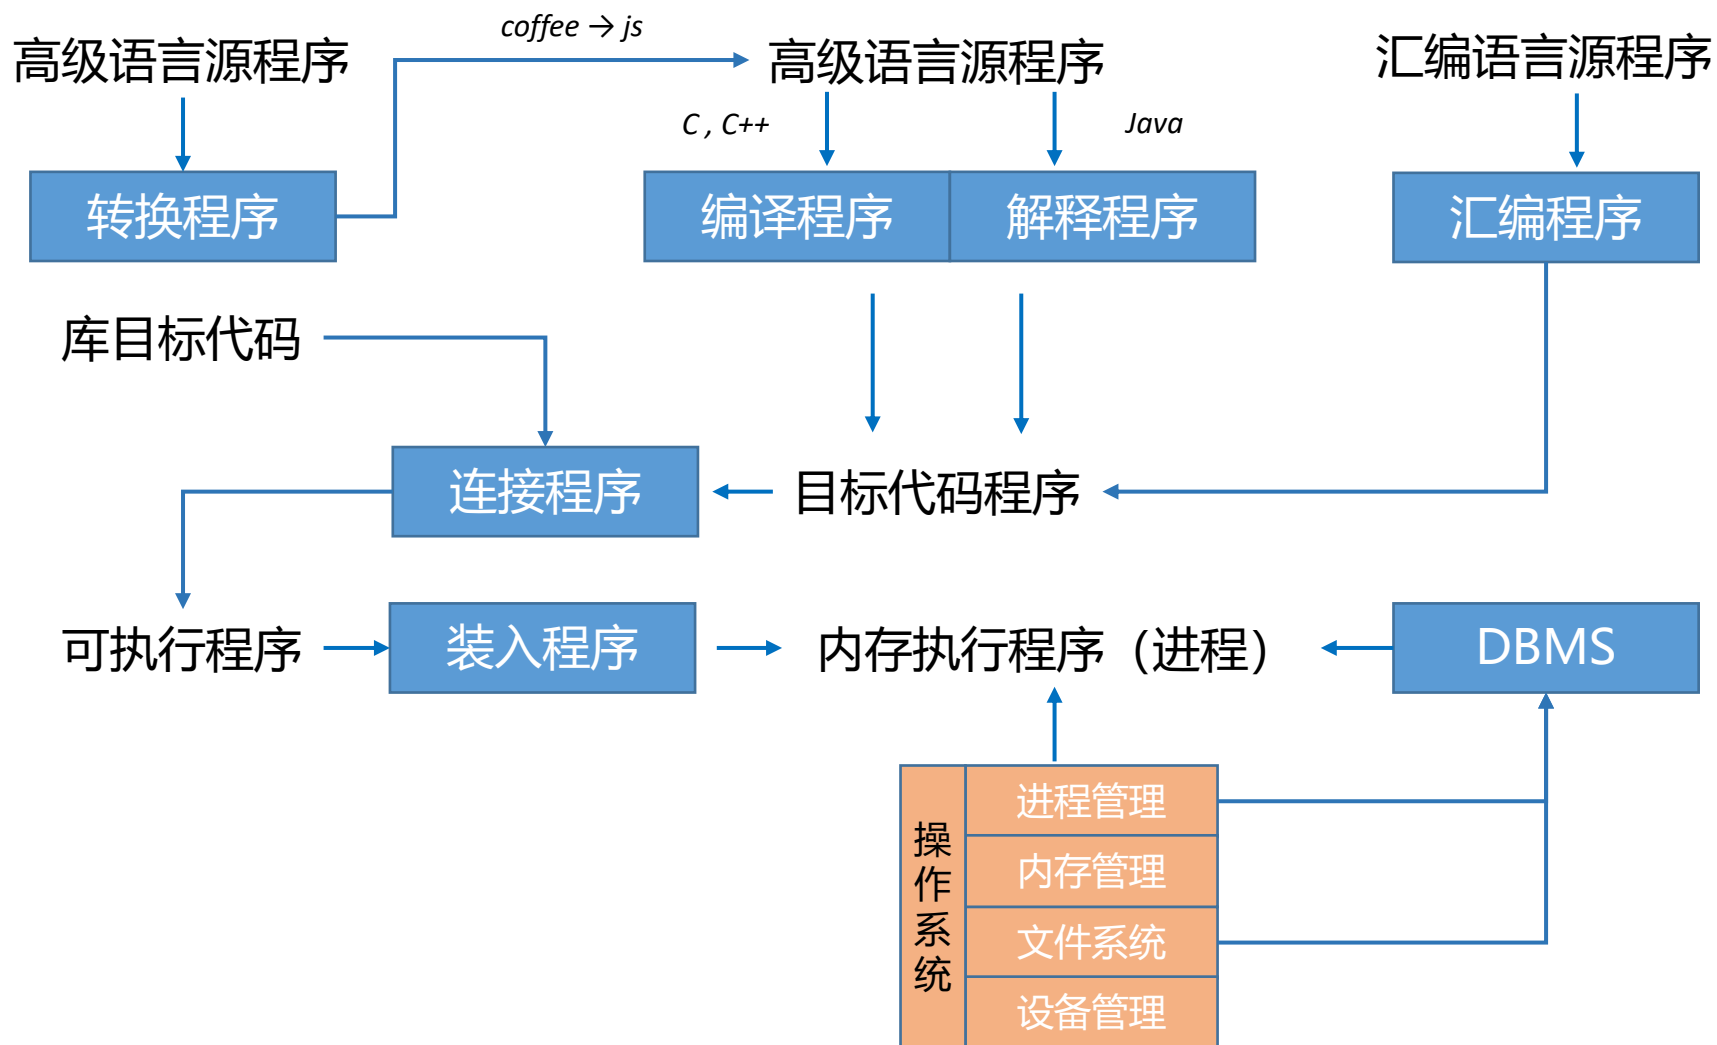 coffee → js
高级语言源程序
高级语言源程序
汇编语言源程序
C , C++
Java
转换程序
编译程序
解释程序
汇编程序
库目标代码
连接程序
目标代码程序
可执行程序
装入程序
内存执行程序（进程）
DBMS
操作系统
进程管理
内存管理
文件系统
设备管理